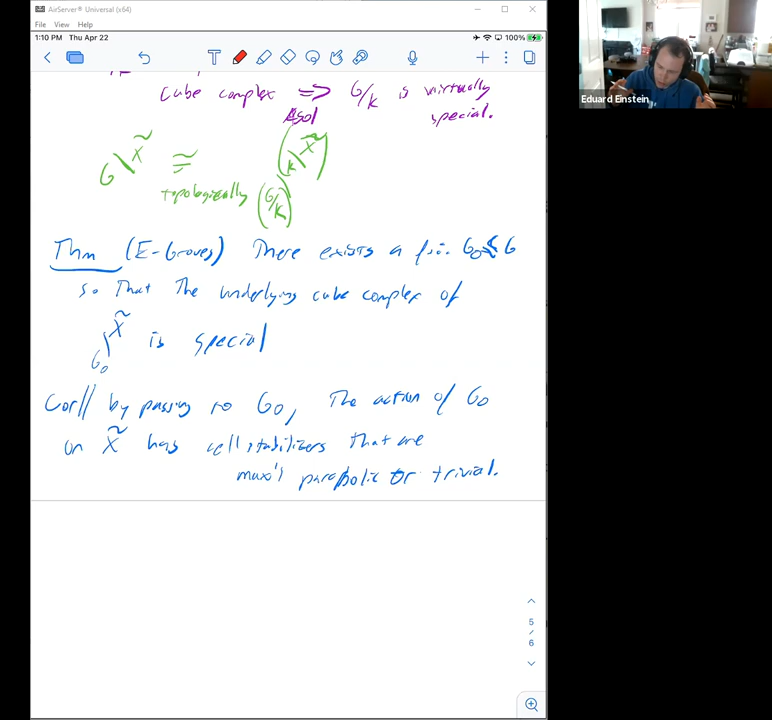 AirServer® Universal (x64)
File View Help
1:10 PM Thu Apr 22
100%
T
cube complex => G/K is virtually
special.
G\X̃ ≅ (K\X̃)
topologically (G/K)
Thm (E-Groves) There exists a f.i. G₀ ≤ G
so That The underlying cube complex of
G₀\X̃ is special
Cor// by passing to G₀, The action of G₀
on X̃ has cell stabilizers that are
max'l parabolic or trivial.
5
/
6
Eduard Einstein